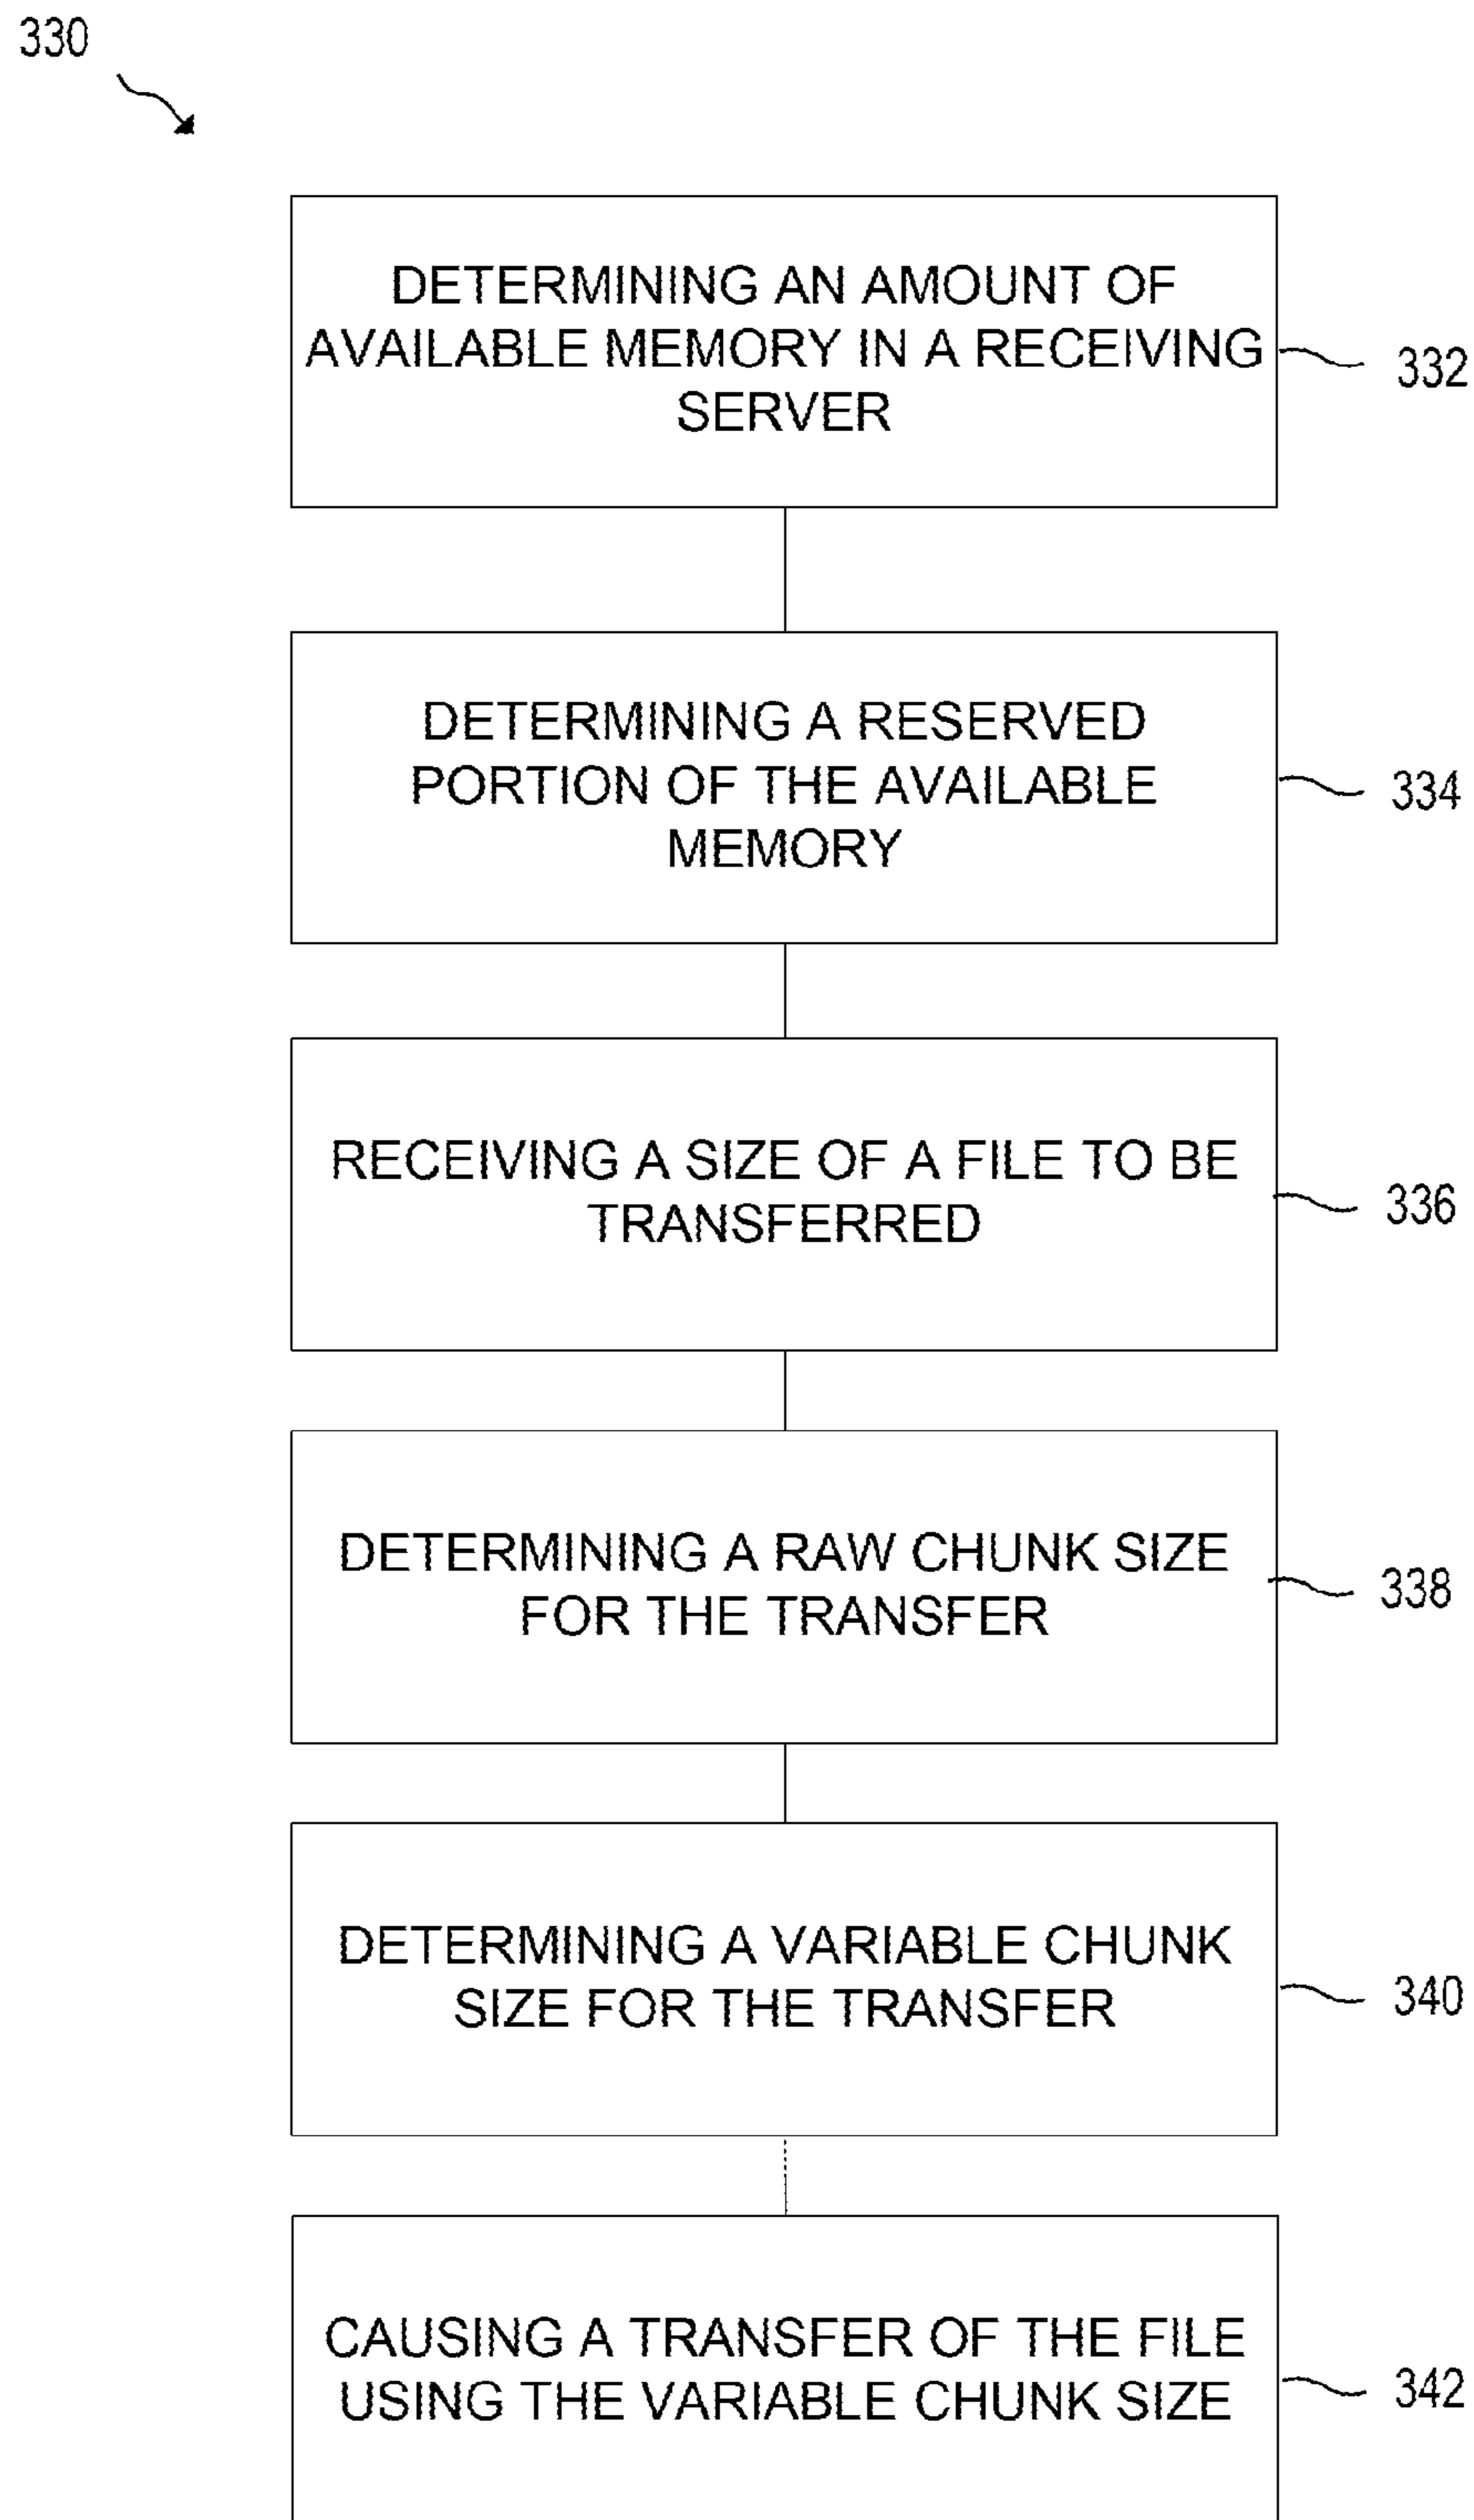 330
DETERMINING AN AMOUNT OF
AVAILABLE MEMORY IN A RECEIVING
SERVER
332
DETERMINING A RESERVED
PORTION OF THE AVAILABLE
MEMORY
334
RECEIVING A SIZE OF A FILE TO BE
TRANSFERRED
336
DETERMINING A RAW CHUNK SIZE
FOR THE TRANSFER
338
DETERMINING A VARIABLE CHUNK
SIZE FOR THE TRANSFER
340
CAUSING A TRANSFER OF THE FILE
USING THE VARIABLE CHUNK SIZE
342